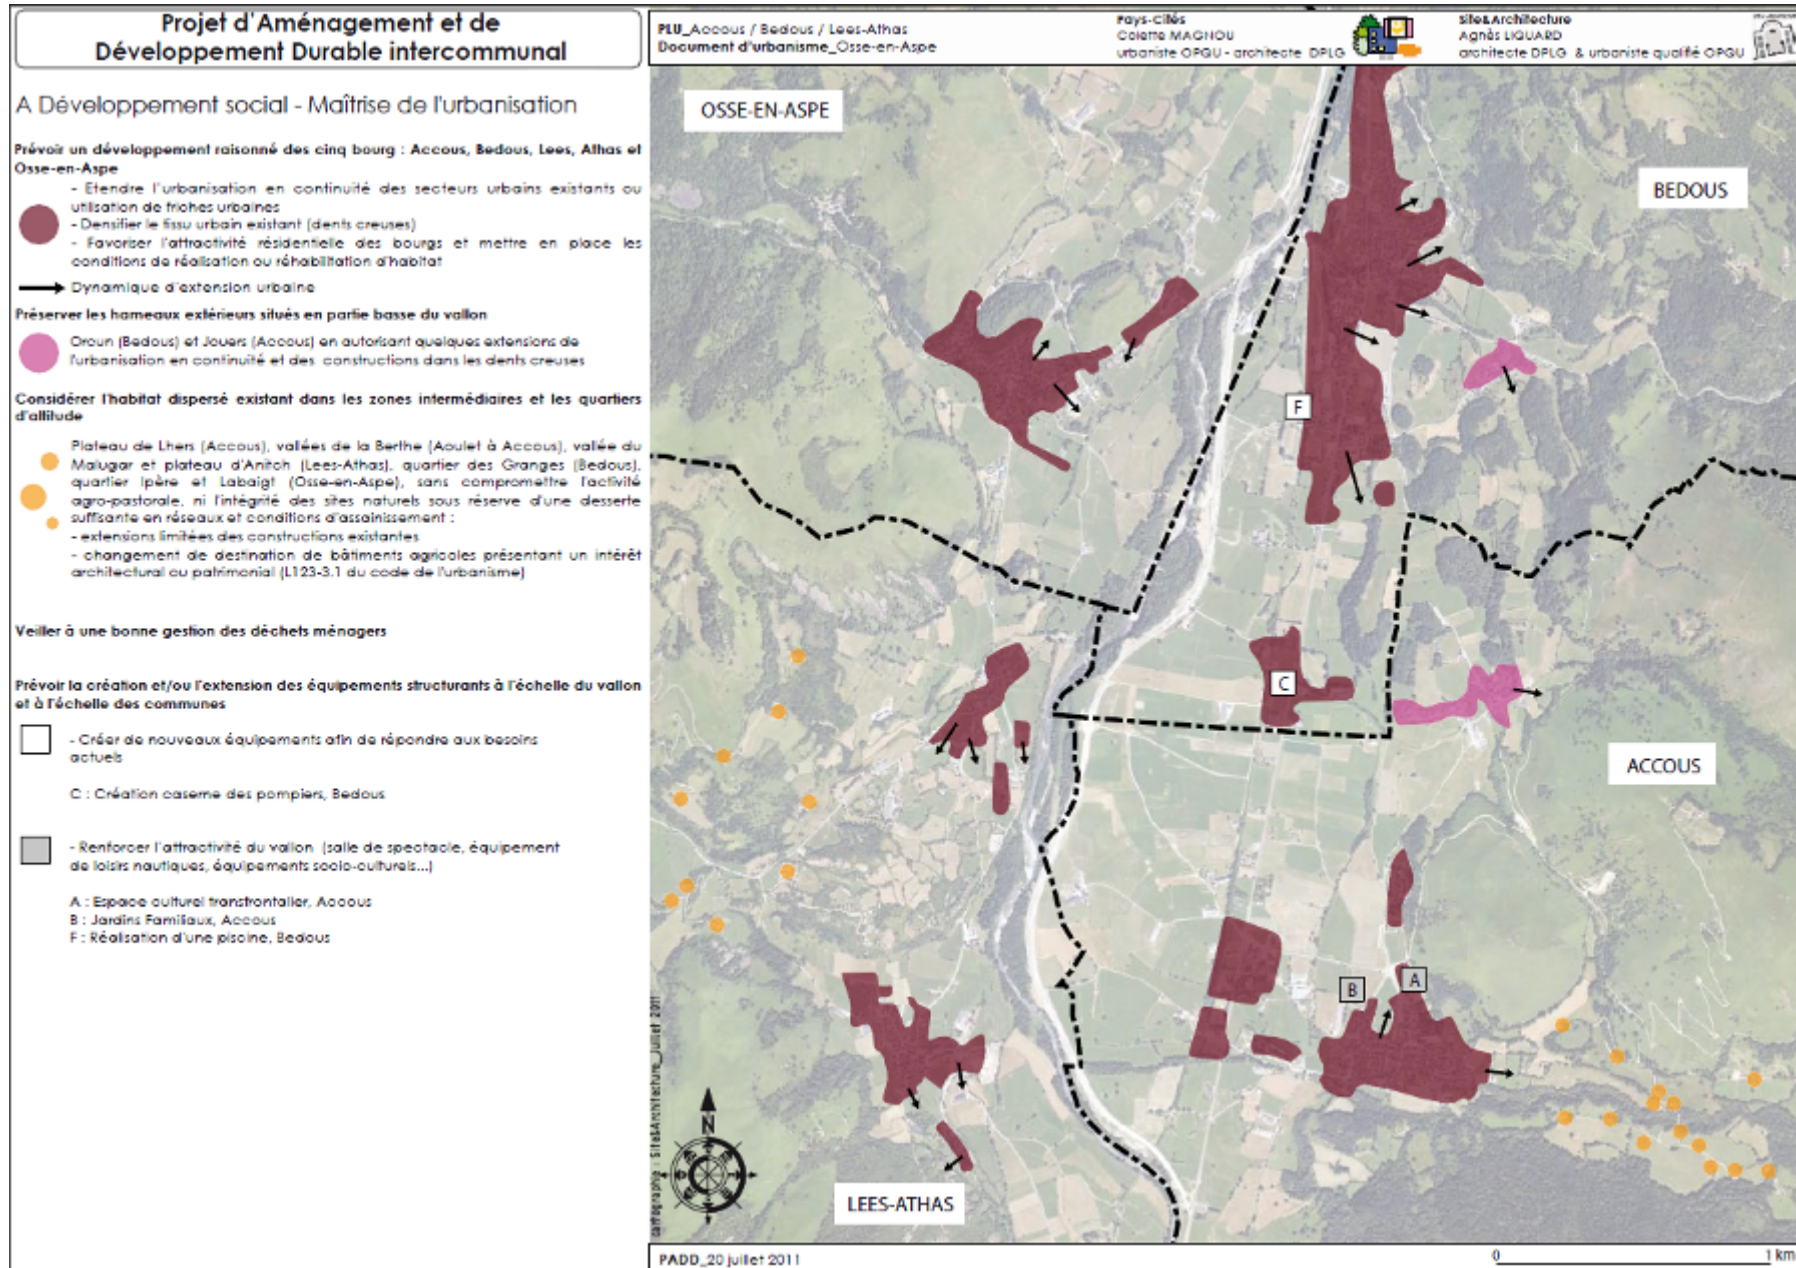 Projet d'Aménagement et de
Développement Durable intercommunal
PLU_Accous / Bedous / Lees-Athas
Document d'urbanisme_Osse-en-Aspe
Pays-Cités
Colette MAGNOU
urbaniste OPGU - architecte DPLG
Site&Architecture
Agnès LIGUARD
architecte DPLG & urbaniste qualifié OPGU
A Développement social - Maîtrise de l'urbanisation
Prévoir un développement raisonné des cinq bourg : Accous, Bedous, Lees, Athas et
Osse-en-Aspe
- Etendre l'urbanisation en continuité des secteurs urbains existants ou
utilisation de friches urbaines
- Densifier le tissu urbain existant (dents creuses)
- Favoriser l'attractivité résidentielle des bourgs et mettre en place les
conditions de réalisation ou réhabilitation d'habitat
Dynamique d'extension urbaine
Préserver les hameaux extérieurs situés en partie basse du vallon
Orcun (Bedous) et Jouers (Accous) en autorisant quelques extensions de
l'urbanisation en continuité et des constructions dans les dents creuses
Considérer l'habitat dispersé existant dans les zones intermédiaires et les quartiers
d'altitude
Plateau de Lhers (Accous), vallées de la Berthe (Aoulet à Accous), vallée du
Malugar et plateau d'Anitch (Lees-Athas), quartier des Granges (Bedous),
quartier Ipère et Labaigt (Osse-en-Aspe), sans compromettre l'activité
agro-pastorale, ni l'intégrité des sites naturels sous réserve d'une desserte
suffisante en réseaux et conditions d'assainissement :
- extensions limitées des constructions existantes
- changement de destination de bâtiments agricoles présentant un intérêt
architectural ou patrimonial (L123-3.1 du code de l'urbanisme)
Veiller à une bonne gestion des déchets ménagers
Prévoir la création et/ou l'extension des équipements structurants à l'échelle du vallon
et à l'échelle des communes
- Créer de nouveaux équipements afin de répondre aux besoins
actuels
C : Création caserne des pompiers, Bedous
- Renforcer l'attractivité du vallon (salle de spectacle, équipement
de loisirs nautiques, équipements socio-culturels...)
A : Espace culturel transfrontalier, Accous
B : Jardins Familiaux, Accous
F : Réalisation d'une piscine, Bedous
OSSE-EN-ASPE
BEDOUS
F
C
ACCOUS
B
A
LEES-ATHAS
N
cartographie : Site&Architecture_juillet 2011
PADD_20 juillet 2011
0
1 km